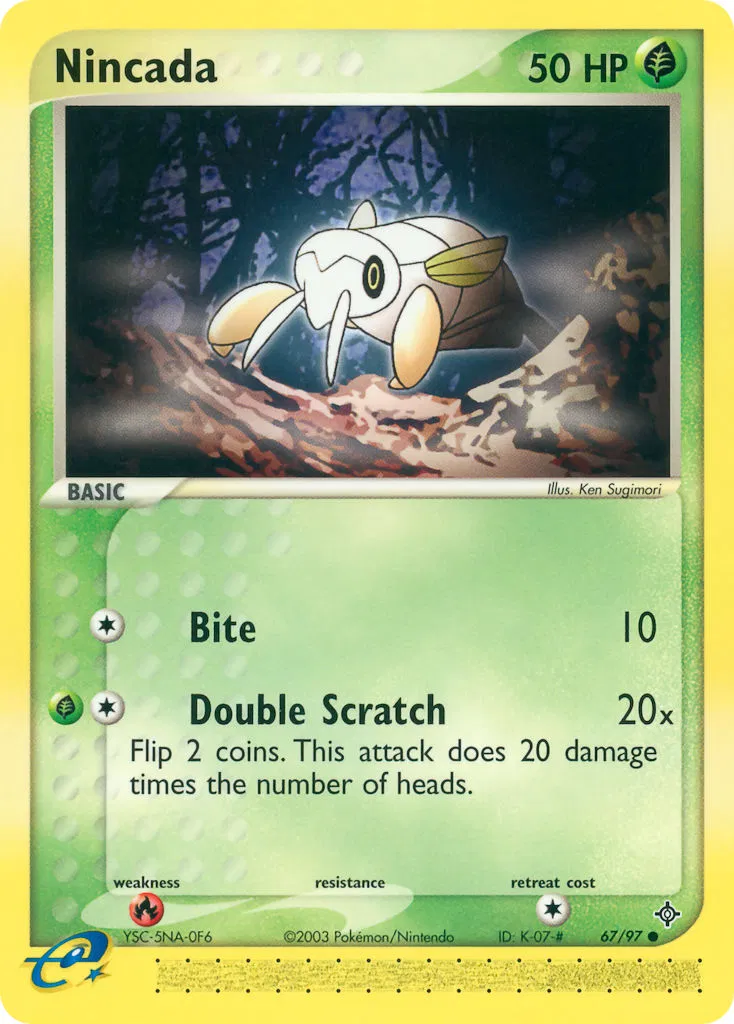 Nincada 50 HP
BASIC Illus. Ken Sugimori
Bite 10
Double Scratch 20x
Flip 2 coins. This attack does 20 damage
times the number of heads.
weakness resistance retreat cost
YSC-5NA-0F6 ©2003 Pokémon/Nintendo ID: K-07-# 67/97
e